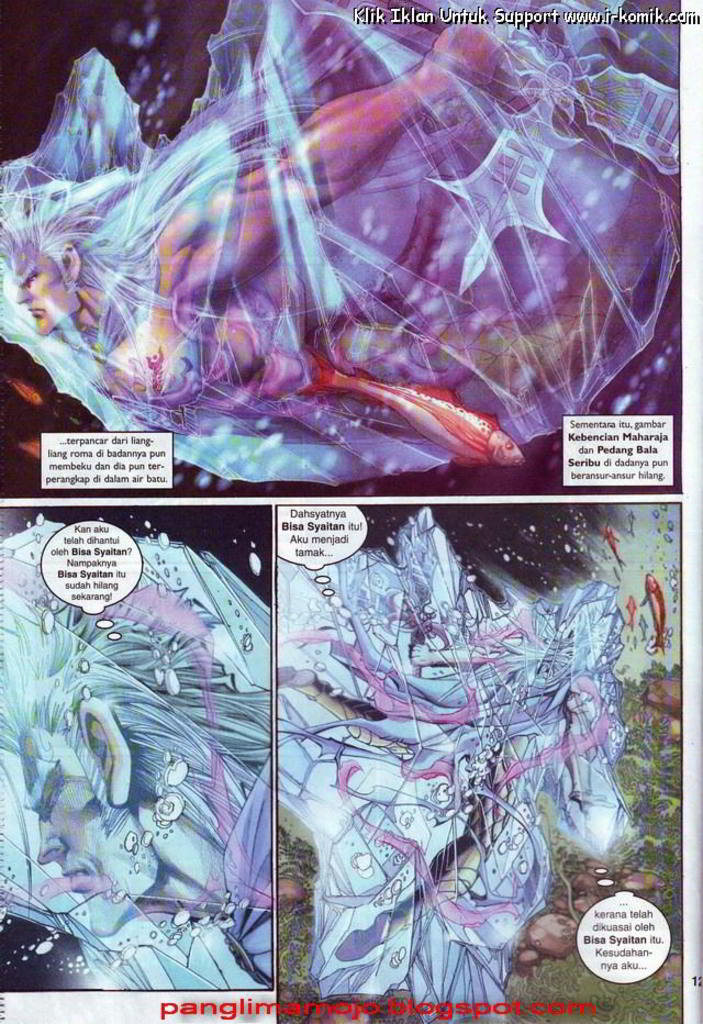 Klik Iklan Untuk Support www.i-komik.com
...terpancar dari liang-
liang roma di badannya pun
membeku dan dia pun ter-
perangkap di dalam air batu.
Sementara itu, gambar
Kebencian Maharaja
dan Pedang Bala
Seribu di dadanya pun
beransur-ansur hilang.
Kan aku
telah dihantui
oleh Bisa Syaitan?
Nampaknya
Bisa Syaitan itu
sudah hilang
sekarang!
Dahsyatnya
Bisa Syaitan itu!
Aku menjadi
tamak...
...
kerana telah
dikuasai oleh
Bisa Syaitan itu.
Kesudahan-
nya aku...
12
panglimamojo.blogspot.com